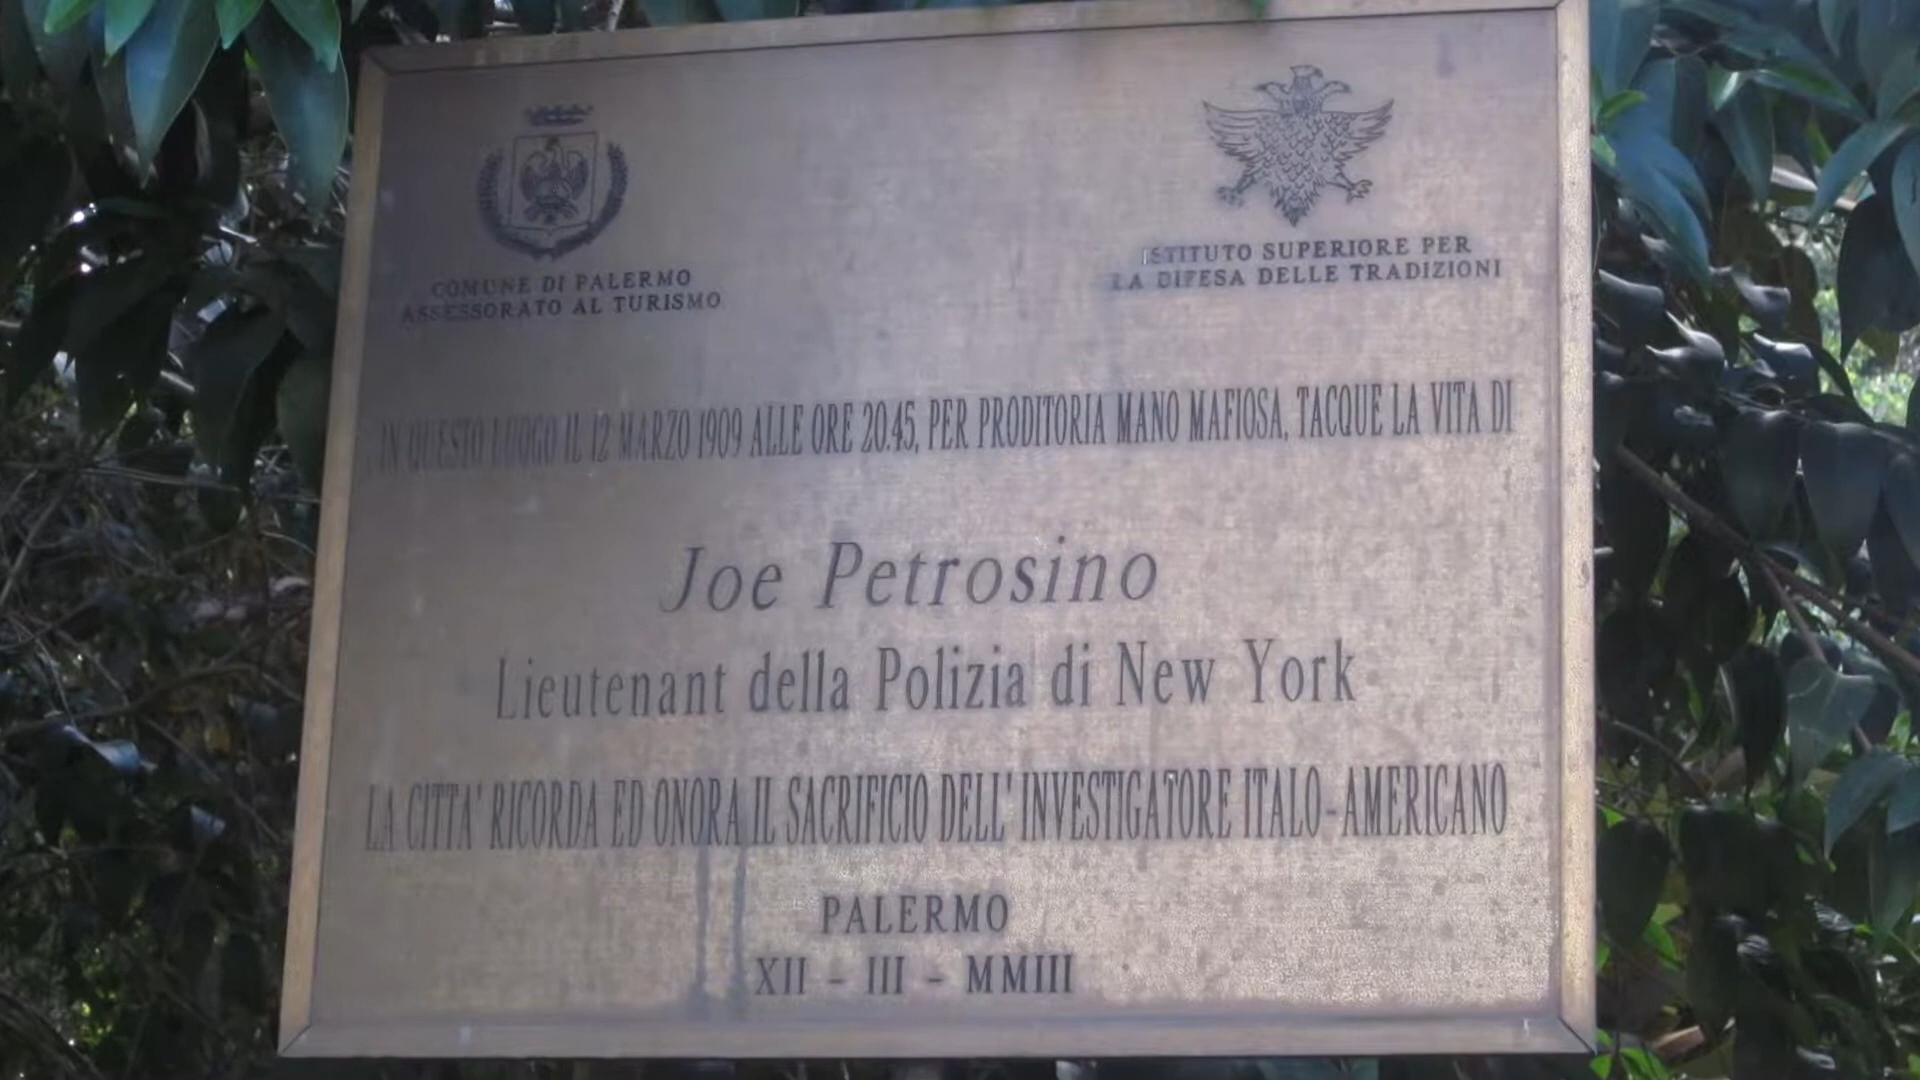 COMUNE DI PALERMO
ASSESSORATO AL TURISMO
ISTITUTO SUPERIORE PER
LA DIFESA DELLE TRADIZIONI
IN QUESTO LUOGO IL 12 MARZO 1909 ALLE ORE 20.45, PER PRODITORIA MANO MAFIOSA, TACQUE LA VITA DI
Joe Petrosino
Lieutenant della Polizia di New York
LA CITTA' RICORDA ED ONORA IL SACRIFICIO DELL' INVESTIGATORE ITALO-AMERICANO
PALERMO
XII - III - MMIII